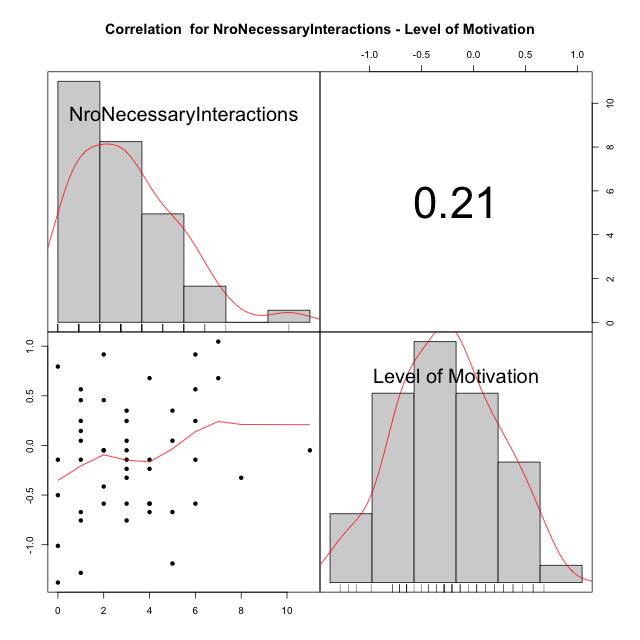 Correlation  for NroNecessaryInteractions - Level of Motivation
-1.0 -0.5 0.0 0.5 1.0
NroNecessaryInteractions
0.21
0 2 4 6 8 10
Level of Motivation
-1.0 -0.5 0.0 0.5 1.0
0 2 4 6 8 10